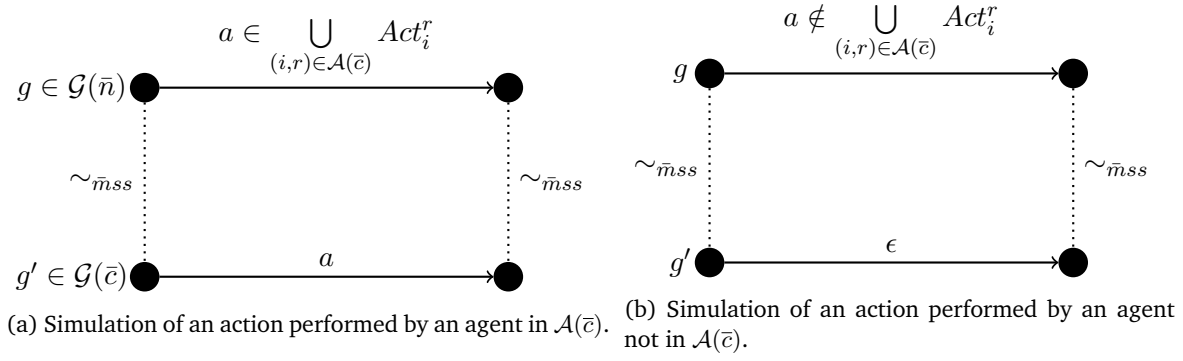 a ∈ ⋃_{(i,r)∈𝒜(c̄)} Act_i^r
g ∈ 𝒢(n̄)
∼_{m̄ss} ∼_{m̄ss}
a
g′ ∈ 𝒢(c̄)
(a) Simulation of an action performed by an agent in 𝒜(c̄).
a ∉ ⋃_{(i,r)∈𝒜(c̄)} Act_i^r
g
∼_{m̄ss} ∼_{m̄ss}
ϵ
g′
(b) Simulation of an action performed by an agent
not in 𝒜(c̄).